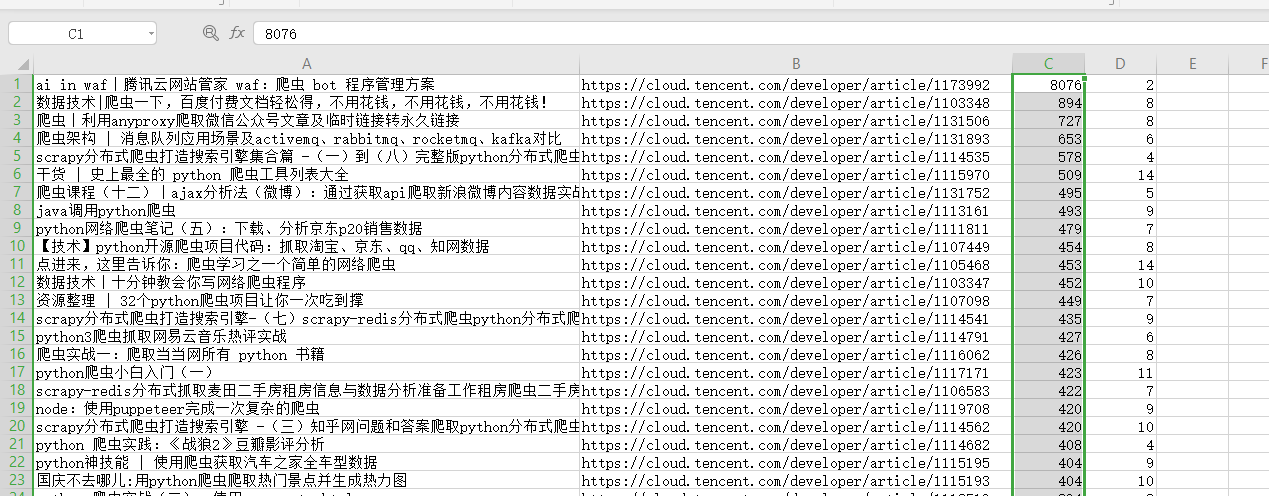 C1 fx 8076
A B C D E F
1 ai in waf｜腾讯云网站管家 waf: 爬虫 bot 程序管理方案 https://cloud.tencent.com/developer/article/1173992 8076 2
2 数据技术|爬虫一下，百度付费文档轻松得，不用花钱，不用花钱，不用花钱！ https://cloud.tencent.com/developer/article/1103348 894 8
3 爬虫｜利用anyproxy爬取微信公众号文章及临时链接转永久链接 https://cloud.tencent.com/developer/article/1131506 727 8
4 爬虫架构 | 消息队列应用场景及activemq、rabbitmq、rocketmq、kafka对比 https://cloud.tencent.com/developer/article/1131893 653 6
5 scrapy分布式爬虫打造搜索引擎集合篇 -（一）到（八）完整版python分布式爬虫 https://cloud.tencent.com/developer/article/1114535 578 4
6 干货 | 史上最全的 python 爬虫工具列表大全 https://cloud.tencent.com/developer/article/1115970 509 14
7 爬虫课程（十二）｜ajax分析法（微博）：通过获取api爬取新浪微博内容数据实战 https://cloud.tencent.com/developer/article/1131752 495 5
8 java调用python爬虫 https://cloud.tencent.com/developer/article/1113161 493 9
9 python网络爬虫笔记（五）：下载、分析京东p20销售数据 https://cloud.tencent.com/developer/article/1111811 479 7
10 【技术】python开源爬虫项目代码：抓取淘宝、京东、qq、知网数据 https://cloud.tencent.com/developer/article/1107449 454 8
11 点进来，这里告诉你：爬虫学习之一个简单的网络爬虫 https://cloud.tencent.com/developer/article/1105468 453 14
12 数据技术｜十分钟教会你写网络爬虫程序 https://cloud.tencent.com/developer/article/1103347 452 10
13 资源整理 | 32个python爬虫项目让你一次吃到撑 https://cloud.tencent.com/developer/article/1107098 449 7
14 scrapy分布式爬虫打造搜索引擎-（七）scrapy-redis分布式爬虫python分布式爬 https://cloud.tencent.com/developer/article/1114541 435 9
15 python3爬虫抓取网易云音乐热评实战 https://cloud.tencent.com/developer/article/1114791 427 6
16 爬虫实战一：爬取当当网所有 python 书籍 https://cloud.tencent.com/developer/article/1116062 426 8
17 python爬虫小白入门（一） https://cloud.tencent.com/developer/article/1117171 423 11
18 scrapy-redis分布式抓取麦田二手房租房信息与数据分析准备工作租房爬虫二手房 https://cloud.tencent.com/developer/article/1106583 422 7
19 node：使用puppeteer完成一次复杂的爬虫 https://cloud.tencent.com/developer/article/1119708 420 9
20 scrapy分布式爬虫打造搜索引擎 -（三）知乎网问题和答案爬取python分布式爬虫 https://cloud.tencent.com/developer/article/1114562 420 10
21 python 爬虫实践：《战狼2》豆瓣影评分析 https://cloud.tencent.com/developer/article/1114682 408 4
22 python神技能 | 使用爬虫获取汽车之家全车型数据 https://cloud.tencent.com/developer/article/1115195 404 9
23 国庆不去哪儿:用python爬虫爬取热门景点并生成热力图 https://cloud.tencent.com/developer/article/1115193 404 10